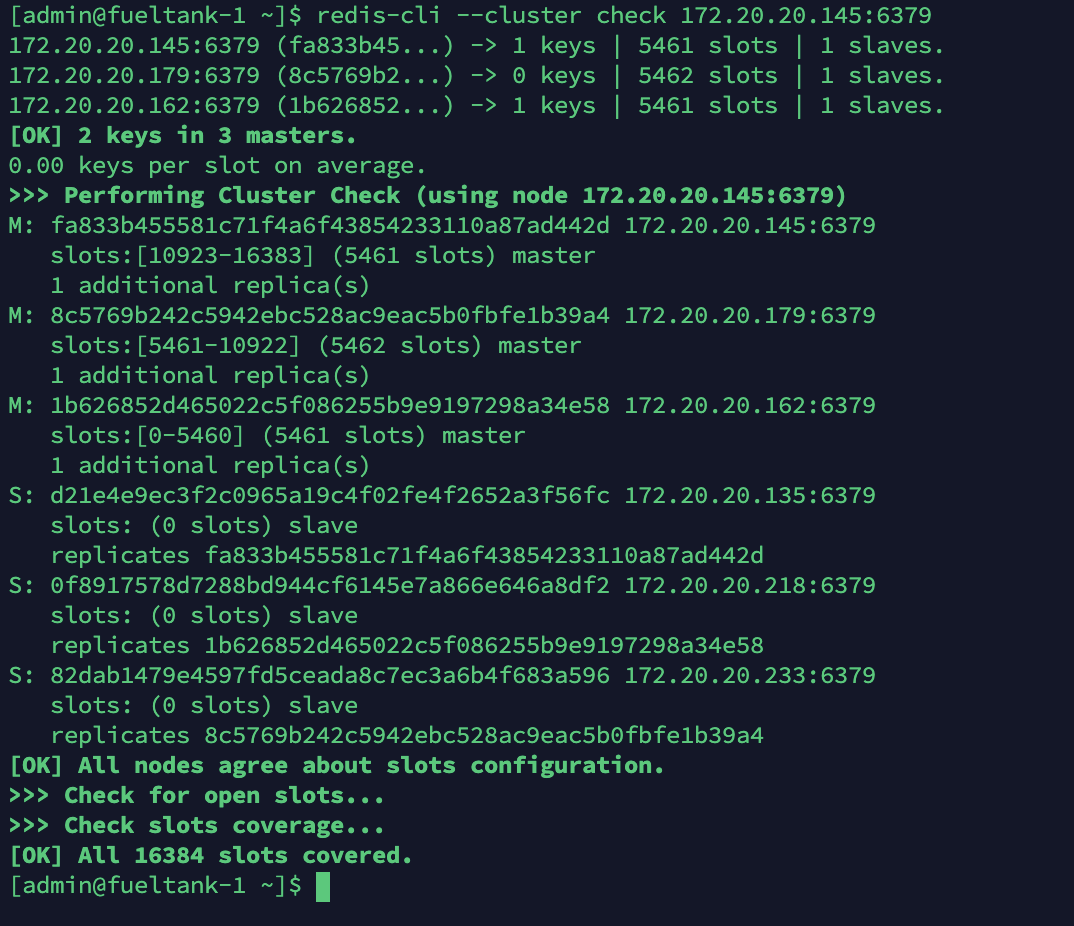 [admin@fueltank-1 ~]$ redis-cli --cluster check 172.20.20.145:6379
172.20.20.145:6379 (fa833b45...) -> 1 keys | 5461 slots | 1 slaves.
172.20.20.179:6379 (8c5769b2...) -> 0 keys | 5462 slots | 1 slaves.
172.20.20.162:6379 (1b626852...) -> 1 keys | 5461 slots | 1 slaves.
[OK] 2 keys in 3 masters.
0.00 keys per slot on average.
>>> Performing Cluster Check (using node 172.20.20.145:6379)
M: fa833b455581c71f4a6f43854233110a87ad442d 172.20.20.145:6379
   slots:[10923-16383] (5461 slots) master
   1 additional replica(s)
M: 8c5769b242c5942ebc528ac9eac5b0fbfe1b39a4 172.20.20.179:6379
   slots:[5461-10922] (5462 slots) master
   1 additional replica(s)
M: 1b626852d465022c5f086255b9e9197298a34e58 172.20.20.162:6379
   slots:[0-5460] (5461 slots) master
   1 additional replica(s)
S: d21e4e9ec3f2c0965a19c4f02fe4f2652a3f56fc 172.20.20.135:6379
   slots: (0 slots) slave
   replicates fa833b455581c71f4a6f43854233110a87ad442d
S: 0f8917578d7288bd944cf6145e7a866e646a8df2 172.20.20.218:6379
   slots: (0 slots) slave
   replicates 1b626852d465022c5f086255b9e9197298a34e58
S: 82dab1479e4597fd5ceada8c7ec3a6b4f683a596 172.20.20.233:6379
   slots: (0 slots) slave
   replicates 8c5769b242c5942ebc528ac9eac5b0fbfe1b39a4
[OK] All nodes agree about slots configuration.
>>> Check for open slots...
>>> Check slots coverage...
[OK] All 16384 slots covered.
[admin@fueltank-1 ~]$